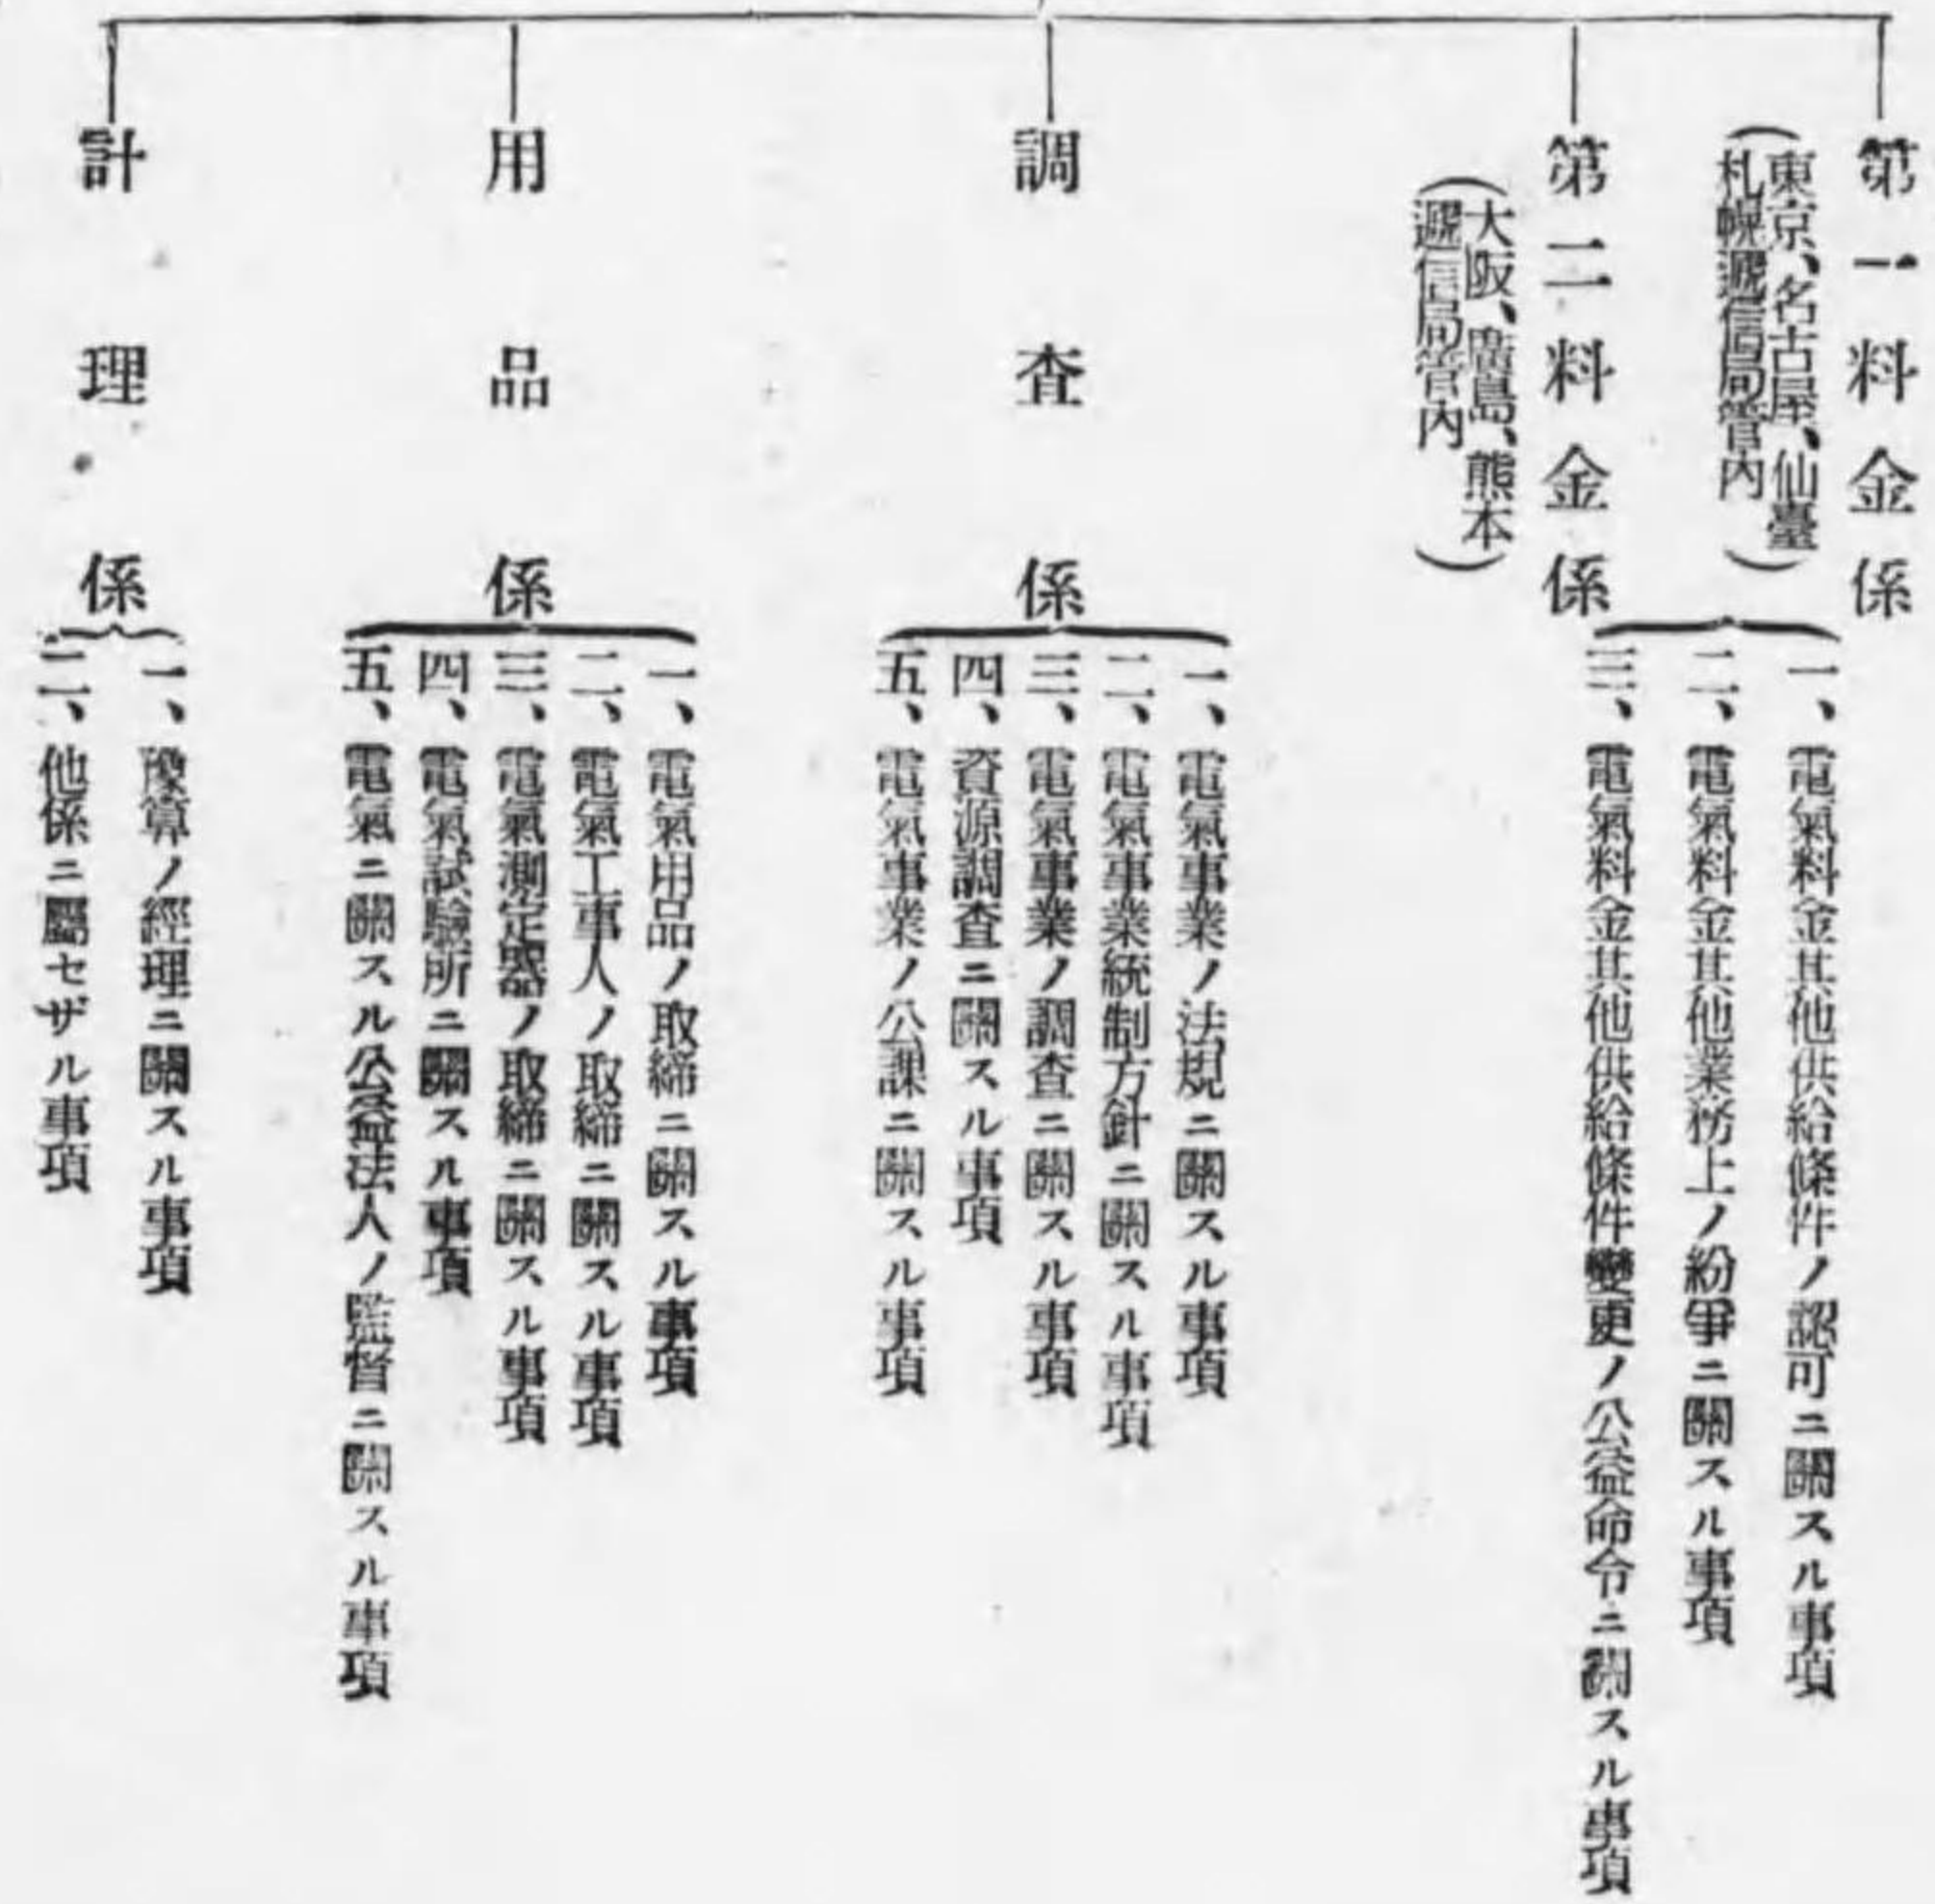 第一料金係
(東京、名古屋、仙臺
札幌遞信局管內)
第二料金係
(大阪、廣島、熊本
遞信局管內)
一、電氣料金其他供給條件ノ認可ニ關スル事項
二、電氣料金其他業務上ノ紛爭ニ關スル事項
三、電氣料金其他供給條件變更ノ公益命令ニ關スル事項
調查係
一、電氣事業ノ法規ニ關スル事項
二、電氣事業統制方針ニ關スル事項
三、電氣事業ノ調查ニ關スル事項
四、資源調查ニ關スル事項
五、電氣事業ノ公課ニ關スル事項
用品係
一、電氣用品ノ取締ニ關スル事項
二、電氣工事人ノ取締ニ關スル事項
三、電氣測定器ノ取締ニ關スル事項
四、電氣試驗所ニ關スル事項
五、電氣ニ關スル公益法人ノ監督ニ關スル事項
計理係
一、豫算ノ經理ニ關スル事項
二、他係ニ屬セザル事項